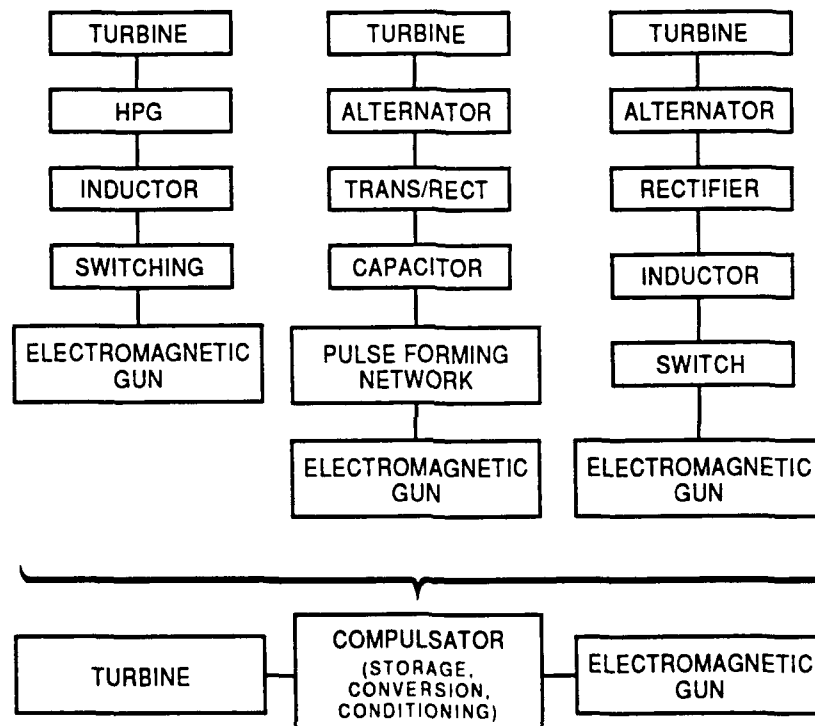 TURBINE
HPG
INDUCTOR
SWITCHING
ELECTROMAGNETIC
GUN
TURBINE
ALTERNATOR
TRANS/RECT
CAPACITOR
PULSE FORMING
NETWORK
ELECTROMAGNETIC
GUN
TURBINE
ALTERNATOR
RECTIFIER
INDUCTOR
SWITCH
ELECTROMAGNETIC
GUN
TURBINE
COMPULSATOR
(STORAGE,
CONVERSION,
CONDITIONING)
ELECTROMAGNETIC
GUN